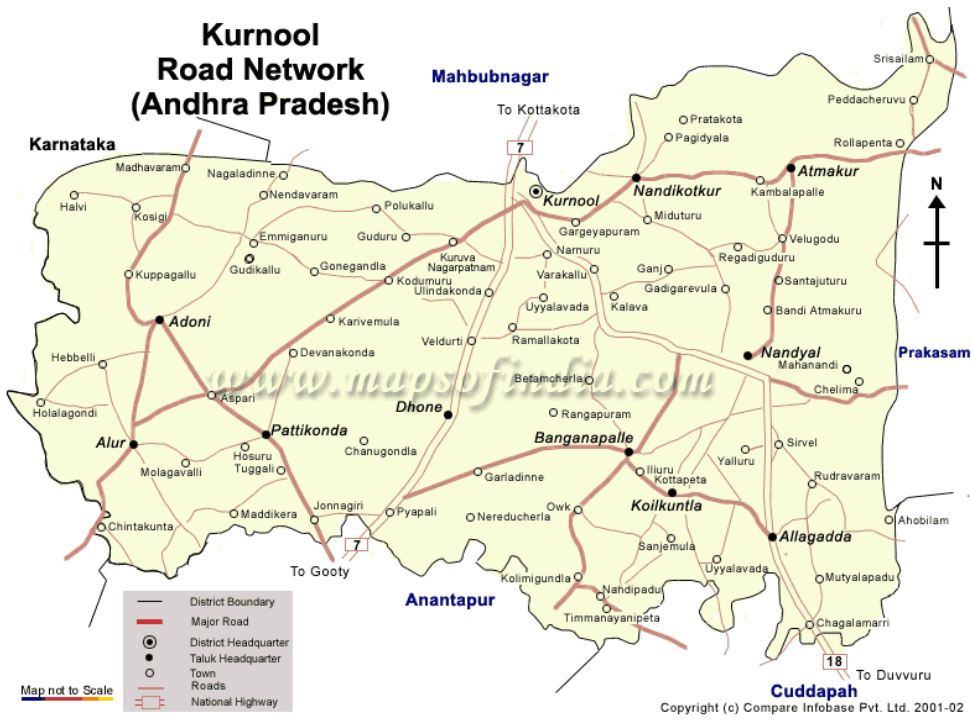 Kurnool
Road Network
(Andhra Pradesh)
Mahbubnagar
To Kottakota
7
Karnataka
Srisailam
Peddacheruvu
Pratakota
Pagidyala
Rollapenta
Madhavaram
Nagaladinne
Atmakur
Nandikotkur
Kambalapalle
N
Halvi
Nendavaram
Kosigi
Polukallu
Kurnool
Miduturu
Gargeyapuram
Emmiganuru
Guduru
Velugodu
Gudikallu
Kuruva
Nagarpatnam
Narnuru
Regadiguduru
Kuppagallu
Gonegandla
Kodumuru
Varakallu
Ganj
Santajuturu
Ulindakonda
Gadigarevula
Uyyalavada
Kalava
Bandi Atmakuru
Adoni
Karivemula
Veldurti
Ramallakota
Hebbelli
Devanakonda
Nandyal
Prakasam
Mahanandi
www.mapsofindia.com
Betamcherla
Chelima
Holalagondi
Aspari
Dhone
Rangapuram
Alur
Pattikonda
Banganapalle
Chanugondla
Sirvel
Hosuru
Yalluru
Molagavalli
Tuggali
Garladinne
Illuru
Kottapeta
Rudravaram
Koilkuntla
Chintakunta
Maddikera
Jonnagiri
Pyapali
Nereducherla
Owk
Ahobilam
Allagadda
7
Sanjemula
To Gooty
Uyyalavada
Kolimigundla
Mutyalapadu
Nandipadu
Anantapur
Timmanayanipeta
Chagalamarri
District Boundary
Major Road
District Headquarter
Taluk Headquarter
Town
Roads
National Highway
18
To Duvvuru
Map not to Scale
Cuddapah
Copyright (c) Compare Infobase Pvt. Ltd. 2001-02